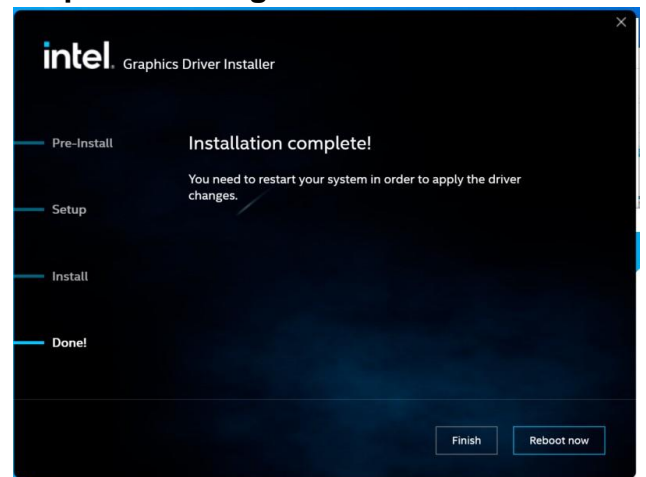 intel. Graphics Driver Installer
Pre-Install
Installation complete!
You need to restart your system in order to apply the driver
changes.
Setup
Install
Done!
Finish
Reboot now